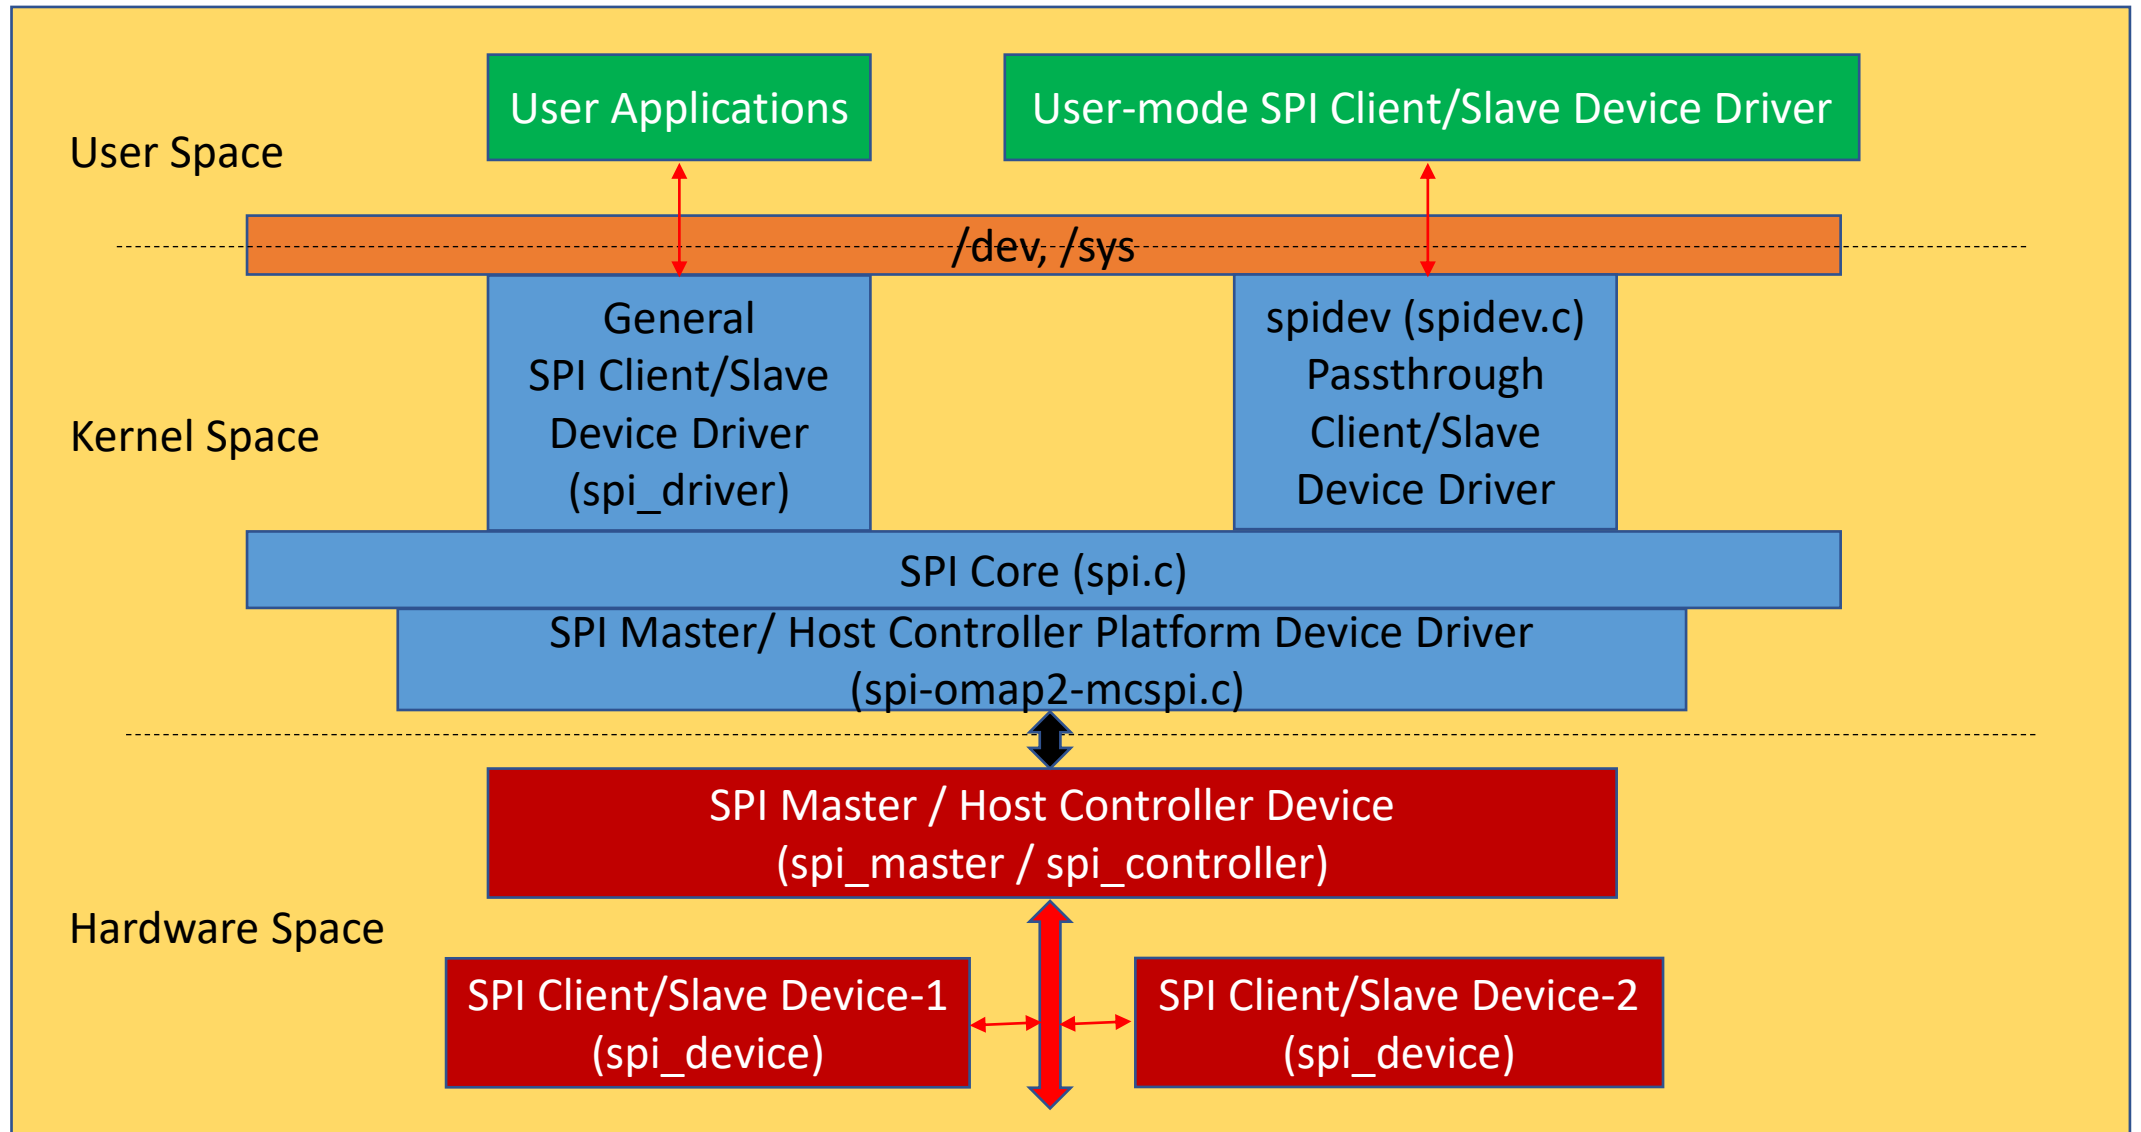 User Applications
User-mode SPI Client/Slave Device Driver
User Space
/dev, /sys
General
SPI Client/Slave
Device Driver
(spi_driver)
spidev (spidev.c)
Passthrough
Client/Slave
Device Driver
Kernel Space
SPI Core (spi.c)
SPI Master/ Host Controller Platform Device Driver
(spi-omap2-mcspi.c)
SPI Master / Host Controller Device
(spi_master / spi_controller)
Hardware Space
SPI Client/Slave Device-1
(spi_device)
SPI Client/Slave Device-2
(spi_device)